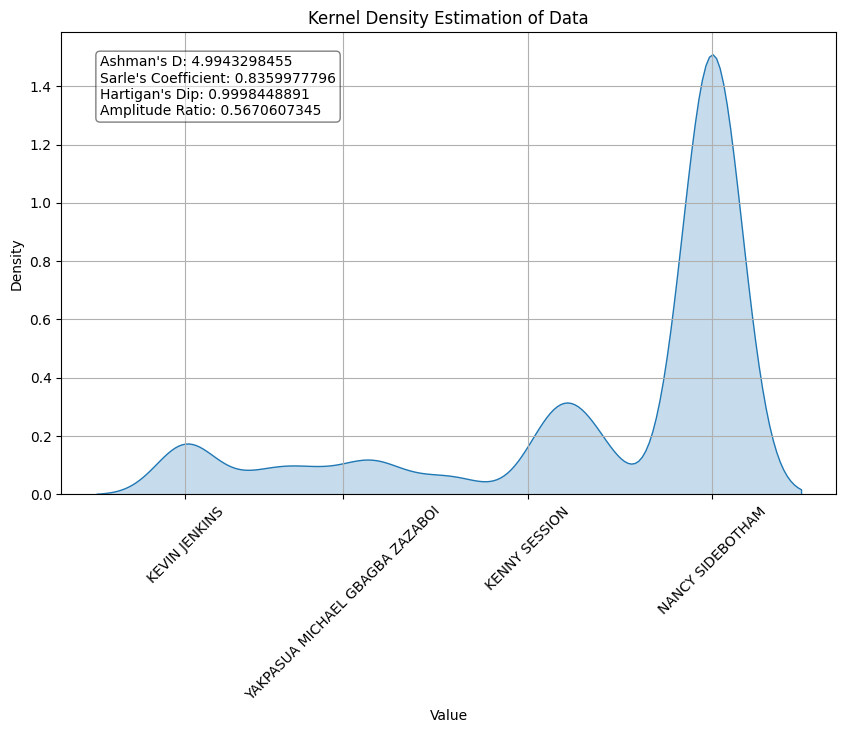 Kernel Density Estimation of Data
Ashman's D: 4.9943298455
Sarle's Coefficient: 0.8359977796
Hartigan's Dip: 0.9998448891
Amplitude Ratio: 0.5670607345
Density
1.4
1.2
1.0
0.8
0.6
0.4
0.2
0.0
KEVIN JENKINS
YAKPASUA MICHAEL GBAGBA ZAZABOI
KENNY SESSION
NANCY SIDEBOTHAM
Value